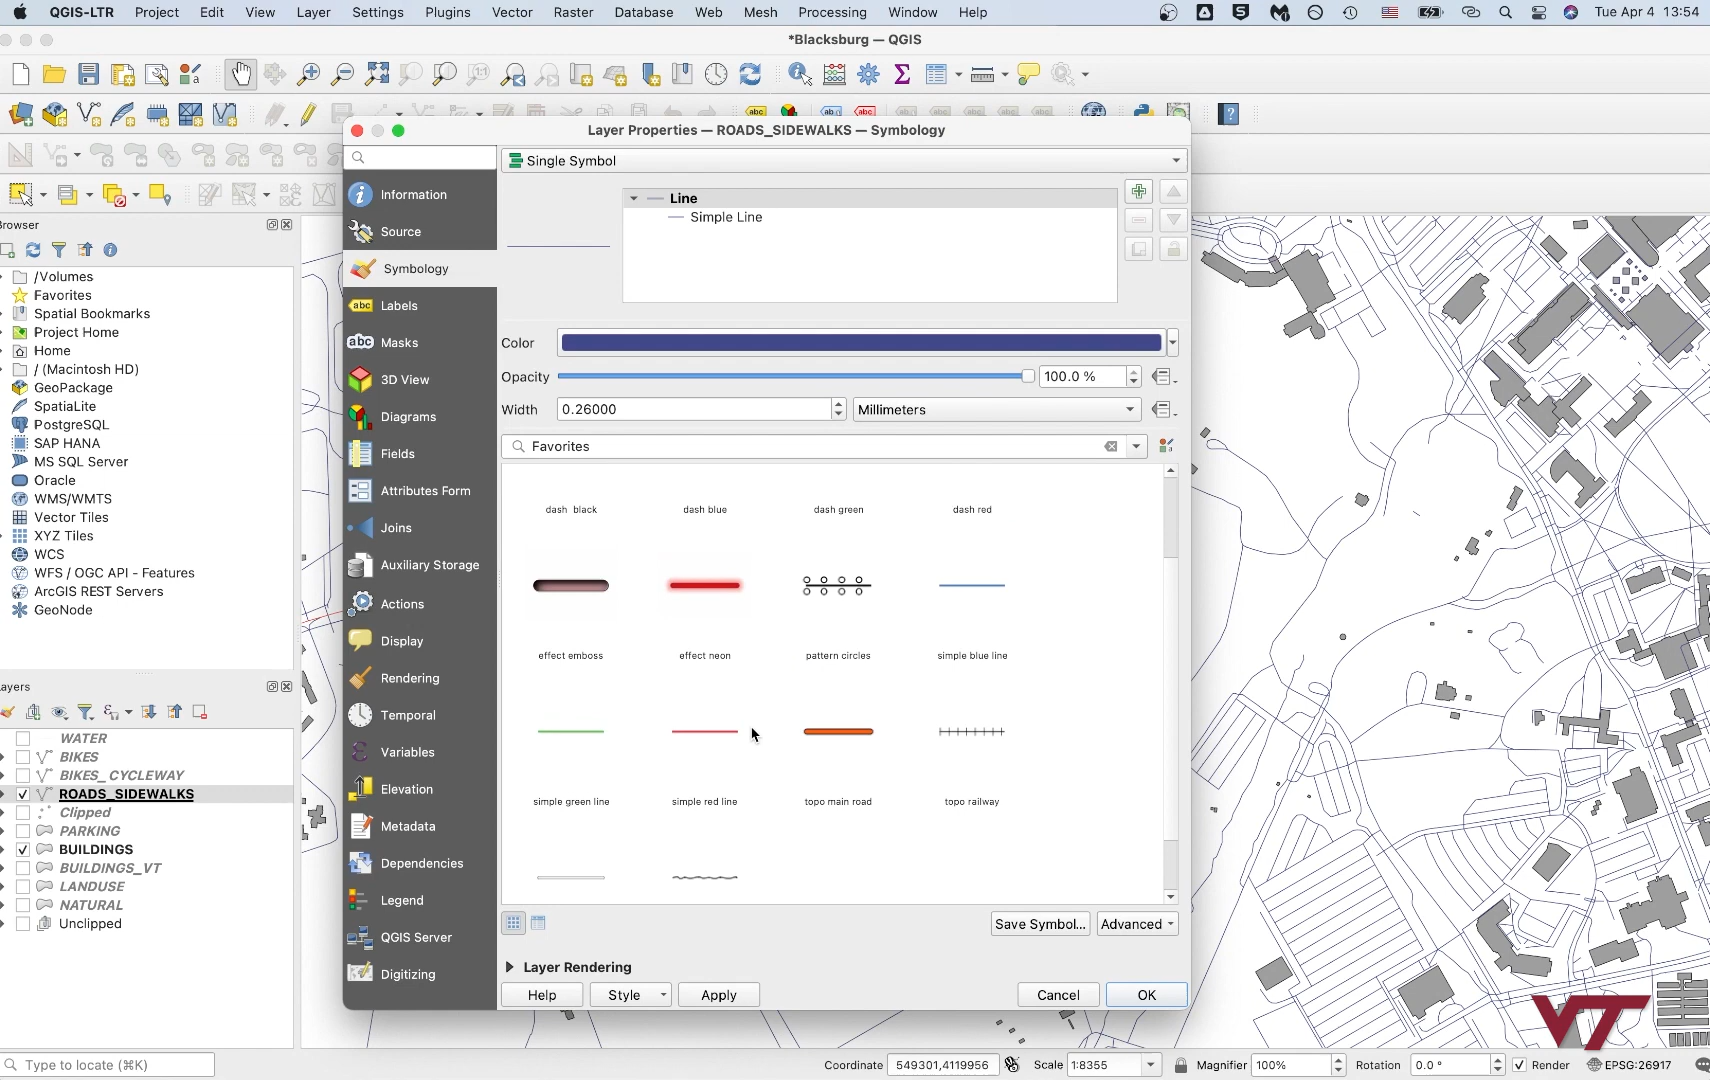 QGIS-LTR Project Edit View Layer Settings Plugins Vector Raster Database Web Mesh Processing Window Help Tue Apr 4 13:54
*Blacksburg — QGIS
Layer Properties — ROADS_SIDEWALKS — Symbology
Single Symbol
Information
Line
Simple Line
Source
Symbology
Labels
Masks
3D View
Diagrams
Fields
Attributes Form
Joins
Auxiliary Storage
Actions
Display
Rendering
Temporal
Variables
Elevation
Metadata
Dependencies
Legend
QGIS Server
Digitizing
Color
Opacity 100.0 %
Width 0.26000 Millimeters
Favorites
dash  black dash blue dash green dash red
effect emboss effect neon pattern circles simple blue line
simple green line simple red line topo main road topo railway
Save Symbol... Advanced
Layer Rendering
Help Style Apply Cancel OK
Browser
/Volumes
Favorites
Spatial Bookmarks
Project Home
Home
/ (Macintosh HD)
GeoPackage
SpatiaLite
PostgreSQL
SAP HANA
MS SQL Server
Oracle
WMS/WMTS
Vector Tiles
XYZ Tiles
WCS
WFS / OGC API - Features
ArcGIS REST Servers
GeoNode
ayers
WATER
BIKES
BIKES_CYCLEWAY
ROADS_SIDEWALKS
Clipped
PARKING
BUILDINGS
BUILDINGS_VT
LANDUSE
NATURAL
Unclipped
VT
Type to locate (⌘K) Coordinate 549301,4119956 Scale 1:8355 Magnifier 100% Rotation 0.0 ° Render EPSG:26917